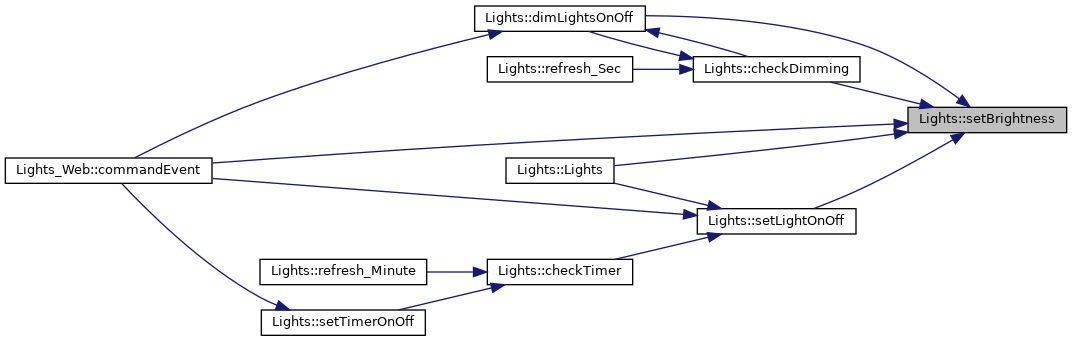 Lights::dimLightsOnOff
Lights::refresh_Sec
Lights::checkDimming
Lights::setBrightness
Lights_Web::commandEvent
Lights::Lights
Lights::setLightOnOff
Lights::refresh_Minute
Lights::checkTimer
Lights::setTimerOnOff